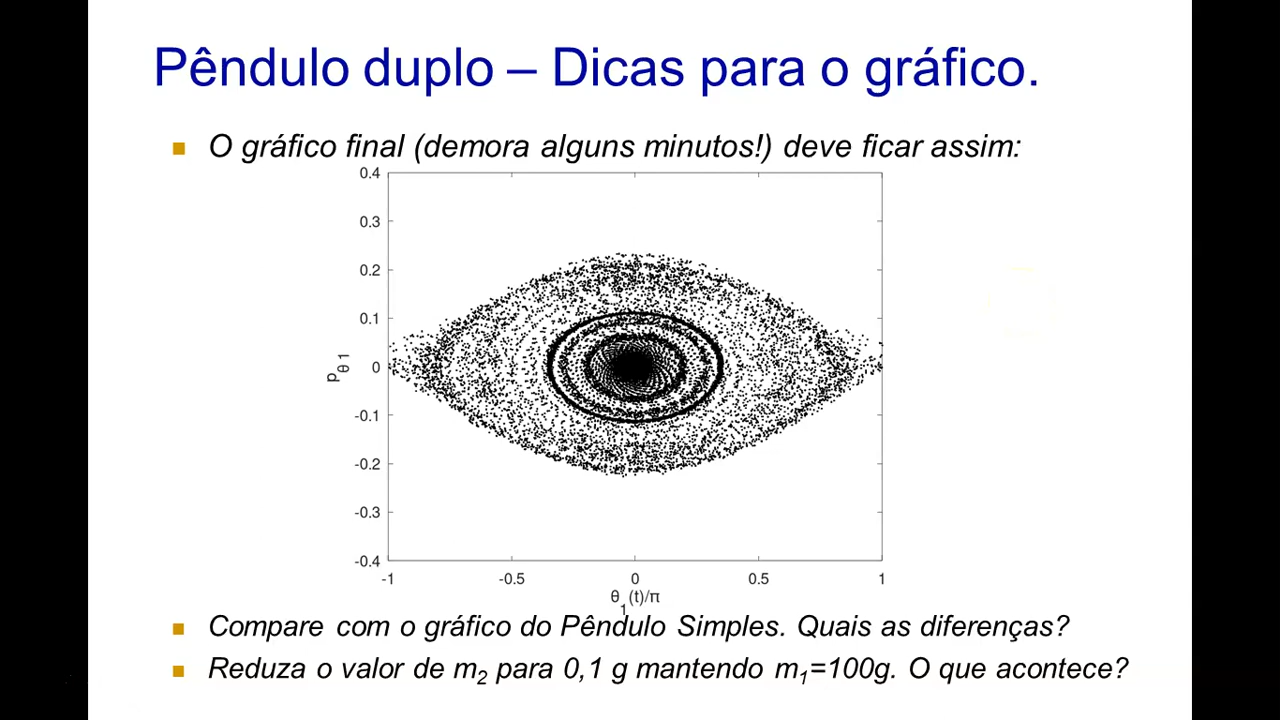 Pêndulo duplo – Dicas para o gráfico.
O gráfico final (demora alguns minutos!) deve ficar assim:
0.4
0.3
0.2
0.1
0
-0.1
-0.2
-0.3
-0.4
pθ 1
-1 -0.5 0 0.5 1
θ1(t)/π
Compare com o gráfico do Pêndulo Simples. Quais as diferenças?
Reduza o valor de m2 para 0,1 g mantendo m1=100g. O que acontece?